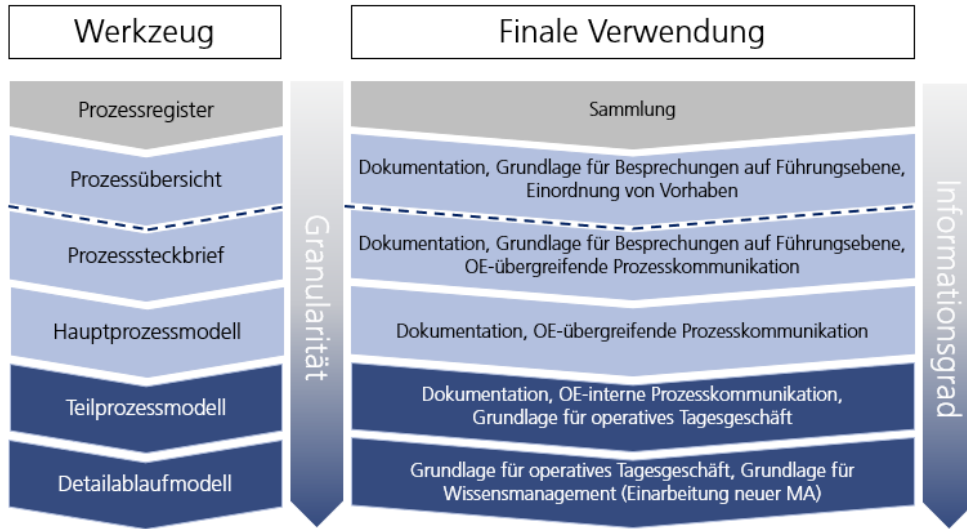 Werkzeug
Finale Verwendung
Prozessregister
Sammlung
Prozessübersicht
Dokumentation, Grundlage für Besprechungen auf Führungsebene,
Einordnung von Vorhaben
Prozesssteckbrief
Dokumentation, Grundlage für Besprechungen auf Führungsebene,
OE-übergreifende Prozesskommunikation
Hauptprozessmodell
Dokumentation, OE-übergreifende Prozesskommunikation
Teilprozessmodell
Dokumentation, OE-interne Prozesskommunikation,
Grundlage für operatives Tagesgeschäft
Detailablaufmodell
Grundlage für operatives Tagesgeschäft, Grundlage für
Wissensmanagement (Einarbeitung neuer MA)
Granularität
Informationsgrad